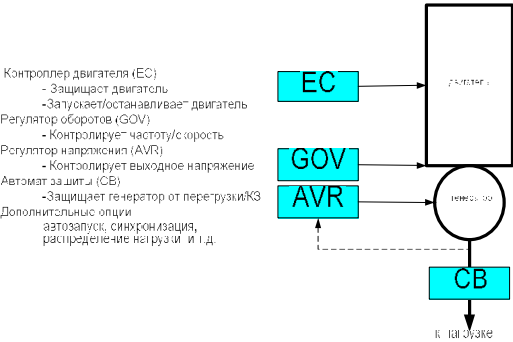 Контроллер двигателя (EC)
- Защищает двигатель
-Запускает/останавливает двигатель
Регулятор оборотов (GOV)
- Контролирует частоту/скорость
Регулятор напряжения (AVR)
- Контролирует выходное напряжение
Автомат защиты (CB)
-Защищает генератор от перегрузки/КЗ
Дополнительные опции
автозапуск, синхронизация,
распределение нагрузки и т.д.
EC
GOV
AVR
двигатель
генератор
CB
к нагрузке